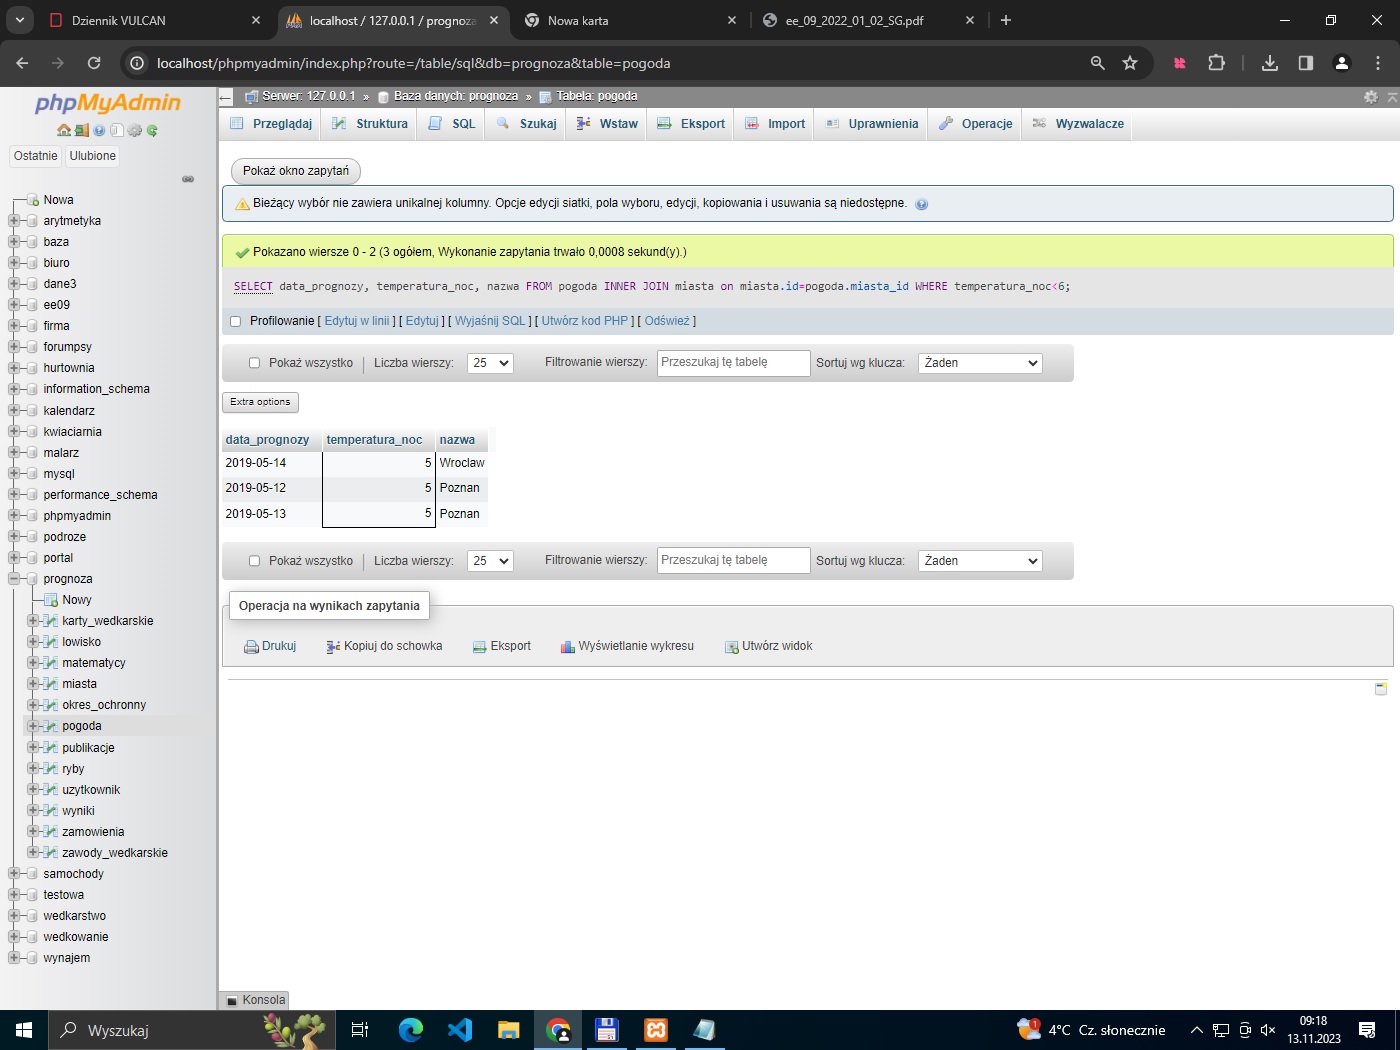 Dziennik VULCAN
localhost / 127.0.0.1 / prognoza
Nowa karta
ee_09_2022_01_02_SG.pdf
localhost/phpmyadmin/index.php?route=/table/sql&db=prognoza&table=pogoda
phpMyAdmin
Ostatnie Ulubione
Nowa
arytmetyka
baza
biuro
dane3
ee09
firma
forumpsy
hurtownia
information_schema
kalendarz
kwiaciarnia
malarz
mysql
performance_schema
phpmyadmin
podroze
portal
prognoza
Nowy
karty_wedkarskie
lowisko
matematycy
miasta
okres_ochronny
pogoda
publikacje
ryby
uzytkownik
wyniki
zamowienia
zawody_wedkarskie
samochody
testowa
wedkarstwo
wedkowanie
wynajem
Serwer: 127.0.0.1 » Baza danych: prognoza » Tabela: pogoda
Przeglądaj Struktura SQL Szukaj Wstaw Eksport Import Uprawnienia Operacje Wyzwalacze
Pokaż okno zapytań
Bieżący wybór nie zawiera unikalnej kolumny. Opcje edycji siatki, pola wyboru, edycji, kopiowania i usuwania są niedostępne.
Pokazano wiersze 0 - 2 (3 ogółem, Wykonanie zapytania trwało 0,0008 sekund(y).)
SELECT data_prognozy, temperatura_noc, nazwa FROM pogoda INNER JOIN miasta on miasta.id=pogoda.miasta_id WHERE temperatura_noc<6;
Profilowanie [ Edytuj w linii ] [ Edytuj ] [ Wyjaśnij SQL ] [ Utwórz kod PHP ] [ Odśwież ]
Pokaż wszystko | Liczba wierszy: 25 Filtrowanie wierszy: Przeszukaj tę tabelę Sortuj wg klucza: Żaden
Extra options
data_prognozy temperatura_noc nazwa
2019-05-14 5 Wroclaw
2019-05-12 5 Poznan
2019-05-13 5 Poznan
Pokaż wszystko | Liczba wierszy: 25 Filtrowanie wierszy: Przeszukaj tę tabelę Sortuj wg klucza: Żaden
Operacja na wynikach zapytania
Drukuj Kopiuj do schowka Eksport Wyświetlanie wykresu Utwórz widok
Konsola
Wyszukaj
4°C Cz. słonecznie
09:18
13.11.2023